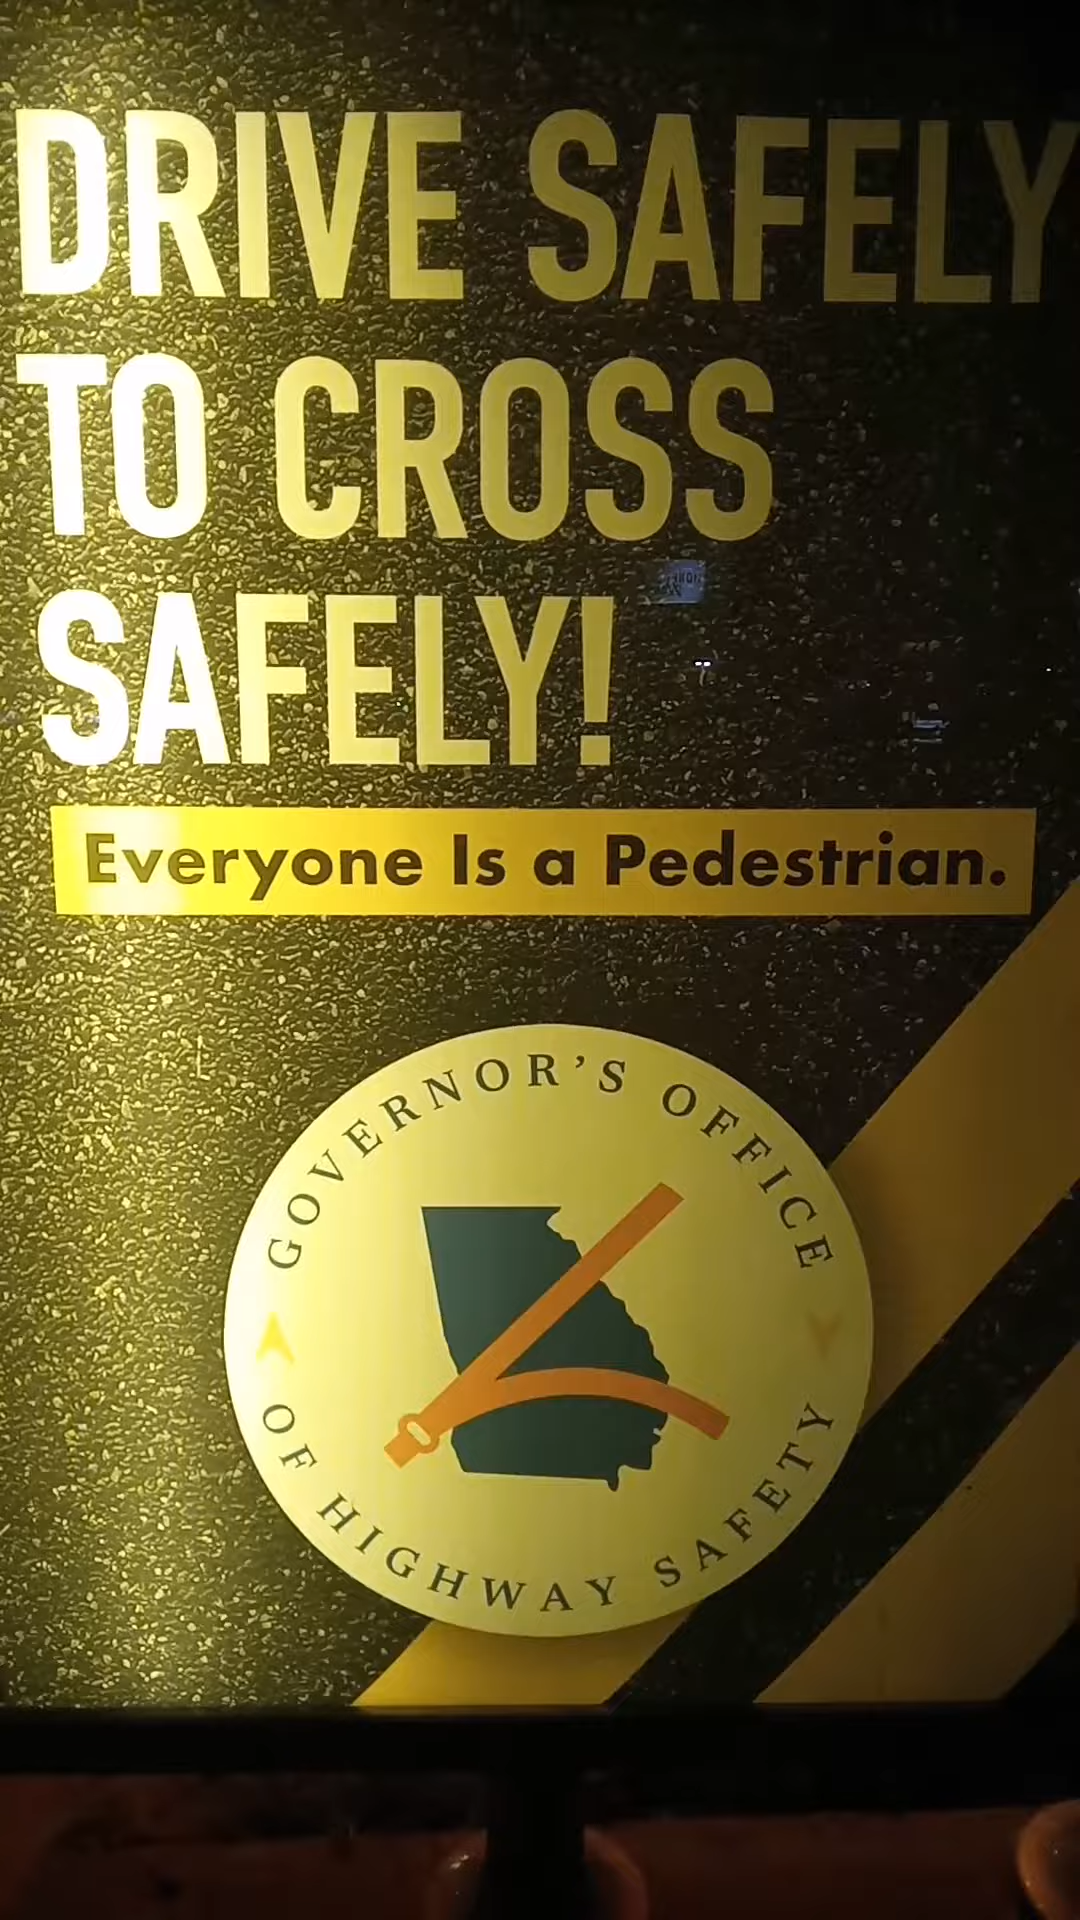 DRIVE SAFELY
TO CROSS
SAFELY!
Everyone Is a Pedestrian.
GOVERNOR'S OFFICE
OF HIGHWAY SAFETY